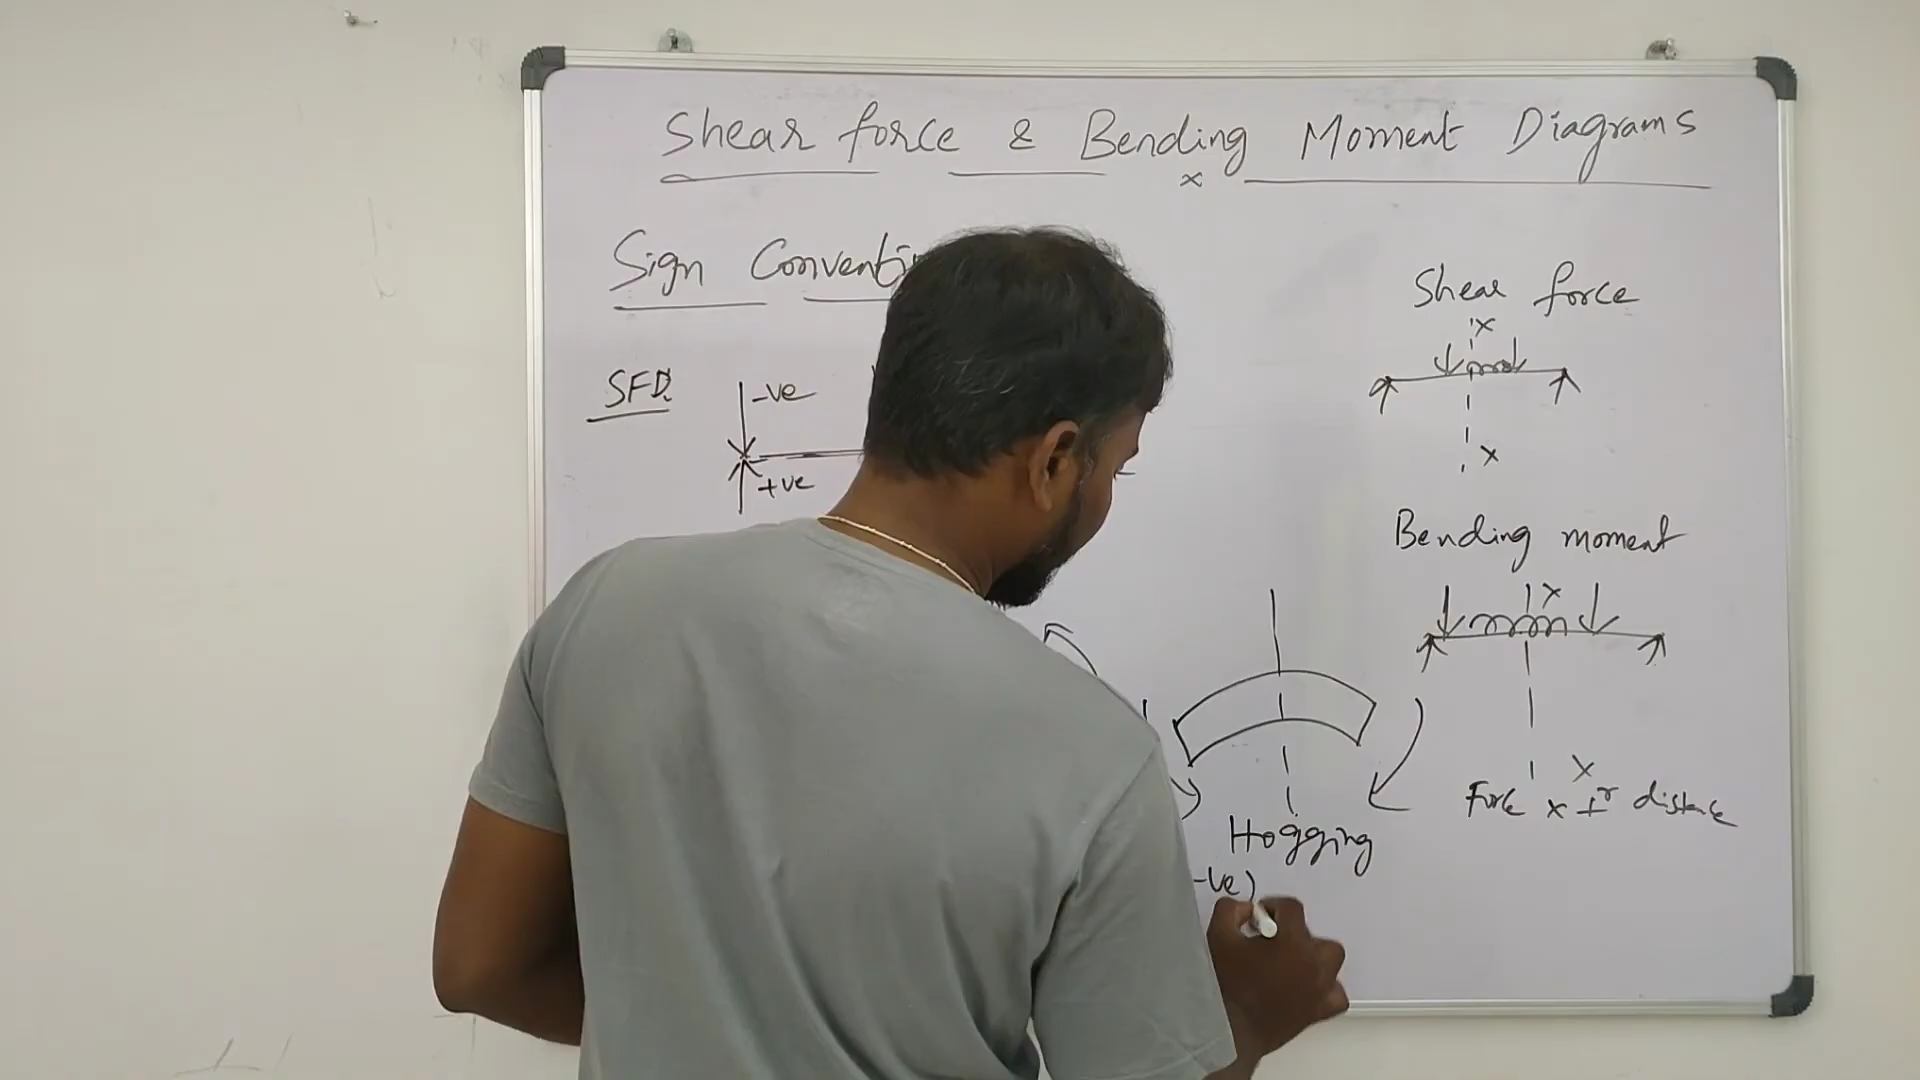 Shear force & Bending Moment Diagrams
x
Sign Conventi
SFD.
-ve
+ve
Shear force
x
x
Bending moment
x
x
Force x ⊥r distance
Hogging
-ve)